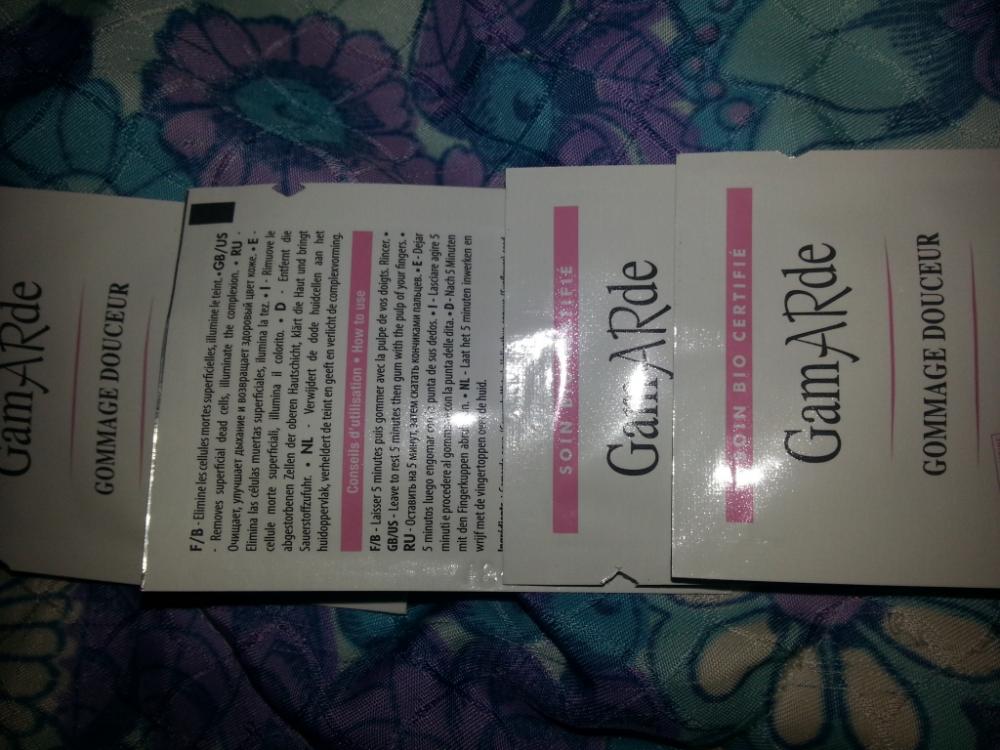 GamARde
GOMMAGE DOUCEUR
F/B - Elimine les cellules mortes superficielles, illumine le teint. • GB/US
- Removes superficial dead cells, illuminate the complexion. • RU -
Очищает, улучшает дыхание и возвращает здоровый цвет коже. • E -
Elimina las células muertas superficiales, ilumina la tez. • I - Rimuove le
cellule morte superficiali, illumina il colorito. • D - Entfernt die
abgestorbenen Zellen der oberen Hautschicht, klärt die Haut und bringt
Sauerstoffzufuhr. • NL - Verwijdert de dode huidcellen aan het
huidoppervlak, verheldert de teint en geeft en verlicht de complexvorming.
Conseils d'utilisation • How to use
F/B - Laisser 5 minutes puis gommer avec la pulpe de vos doigts. Rincer. •
GB/US - Leave to rest 5 minutes then gum with the pulp of your fingers. •
RU - Оставить на 5 минут, затем скатать кончиками пальцев. • E - Dejar
5 minutos luego engomar con punta de sus dedos. • I - Lasciare agire 5
minuti e procedere al gommage con la punta delle dita. • D - Nach 5 Minuten
mit den Fingerkuppen • NL - Laat het 5 minuten inwerken en
wrijf met de vingertoppen over de huid.
SOIN
GamARde
SOIN BIO CERTIFIÉ
GamARde
GOMMAGE DOUCEUR